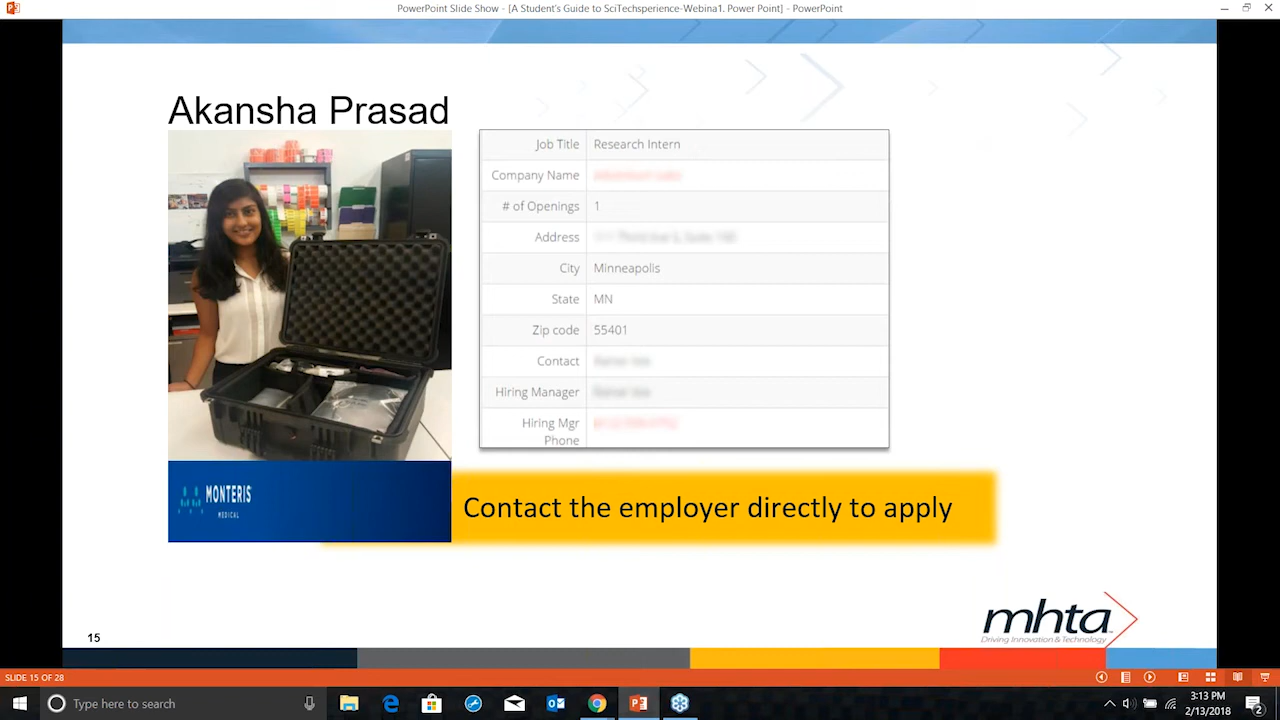 PowerPoint Slide Show - [A Student's Guide to SciTechsperience-Webina1. Power Point] - PowerPoint
Akansha Prasad
Job Title Research Intern
Company Name
# of Openings 1
Address
City Minneapolis
State MN
Zip code 55401
Contact
Hiring Manager
Hiring Mgr
Phone
MONTERIS
MEDICAL
Contact the employer directly to apply
mhta
Driving Innovation & Technology
15
SLIDE 15 OF 28
Type here to search
3:13 PM
2/13/2018
2